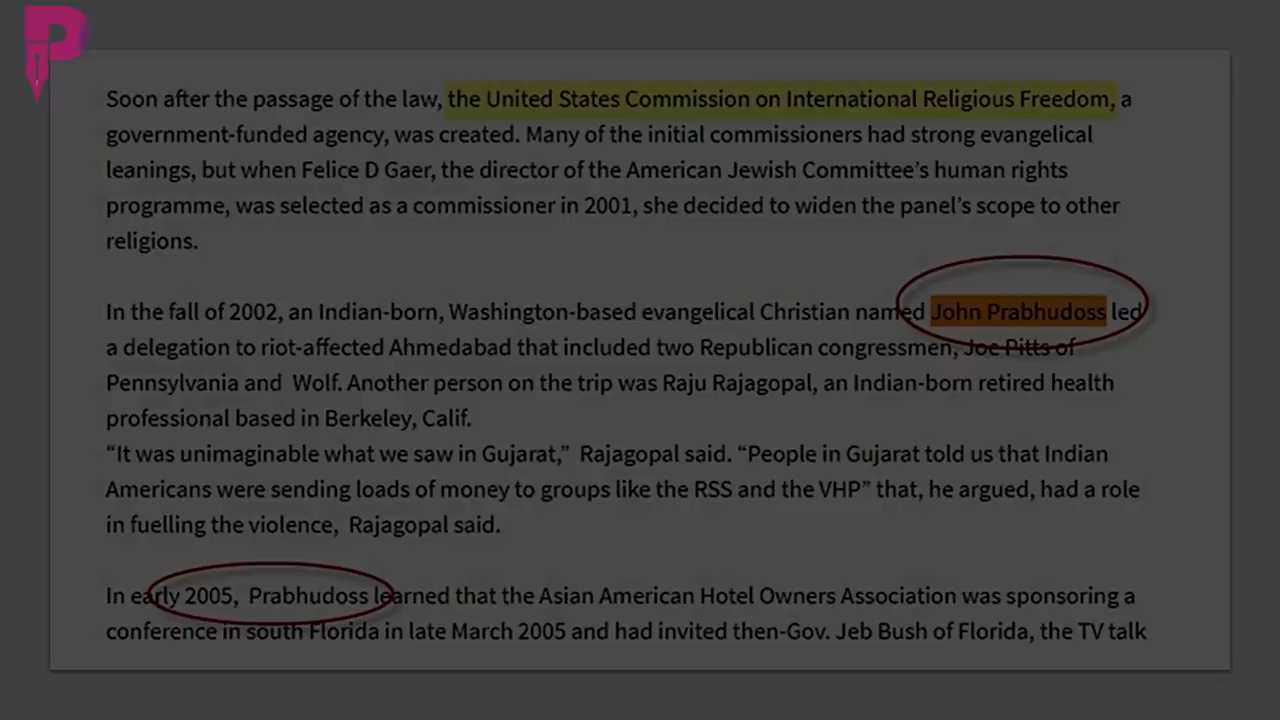 Soon after the passage of the law, the United States Commission on International Religious Freedom, a
government-funded agency, was created. Many of the initial commissioners had strong evangelical
leanings, but when Felice D Gaer, the director of the American Jewish Committee’s human rights
programme, was selected as a commissioner in 2001, she decided to widen the panel’s scope to other
religions.
In the fall of 2002, an Indian-born, Washington-based evangelical Christian named John Prabhudoss led
a delegation to riot-affected Ahmedabad that included two Republican congressmen, Joe Pitts of
Pennsylvania and Wolf. Another person on the trip was Raju Rajagopal, an Indian-born retired health
professional based in Berkeley, Calif.
“It was unimaginable what we saw in Gujarat,” Rajagopal said. “People in Gujarat told us that Indian
Americans were sending loads of money to groups like the RSS and the VHP” that, he argued, had a role
in fuelling the violence, Rajagopal said.
In early 2005, Prabhudoss learned that the Asian American Hotel Owners Association was sponsoring a
conference in south Florida in late March 2005 and had invited then-Gov. Jeb Bush of Florida, the TV talk